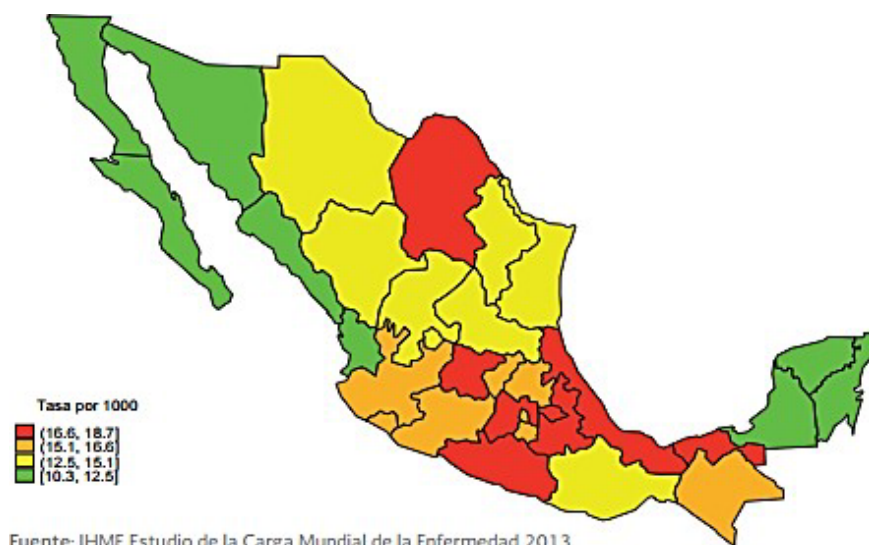 Tasa por 1000
(16.6, 18.7]
(15.1, 16.6]
(12.5, 15.1]
[10.3, 12.5]
Fuente: IHME Estudio de la Carga Mundial de la Enfermedad 2013